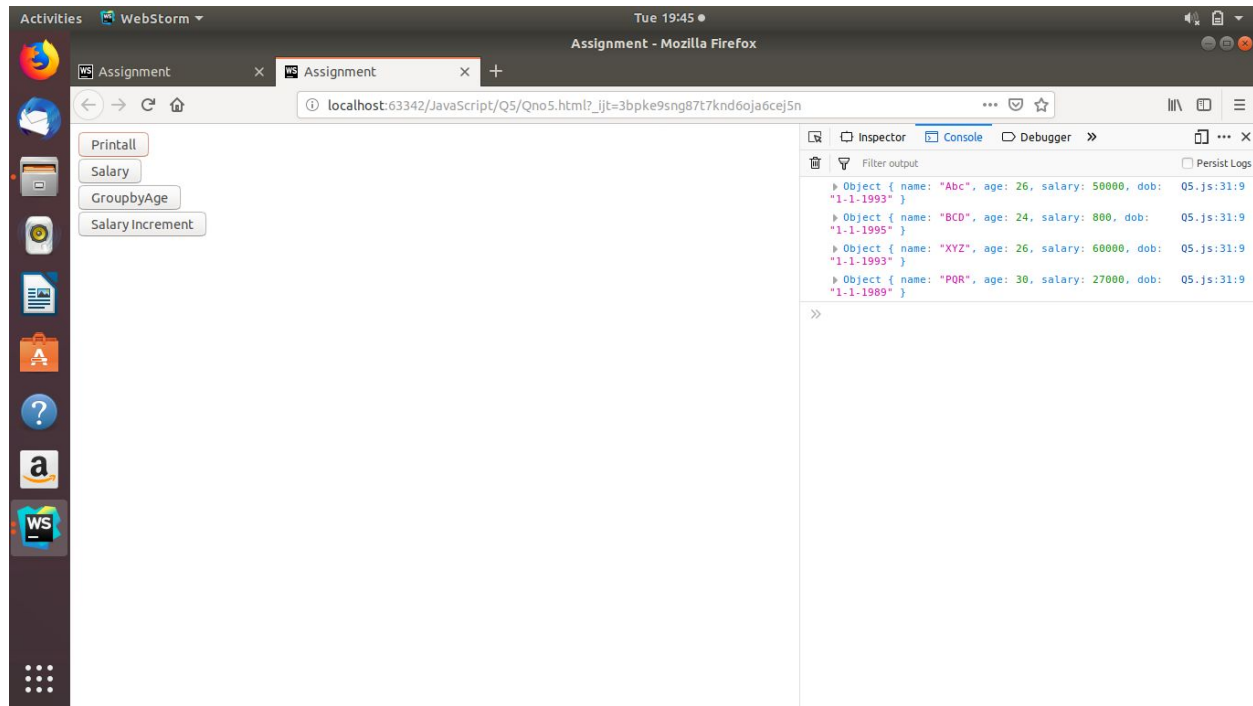 Activities WebStorm Tue 19:45
Assignment - Mozilla Firefox
WS Assignment WS Assignment
localhost:63342/JavaScript/Q5/Qno5.html?_ijt=3bpke9sng87t7knd6oja6cej5n
Printall
Salary
GroupbyAge
Salary Increment
Inspector Console Debugger
Filter output Persist Logs
Object { name: "Abc", age: 26, salary: 50000, dob: Q5.js:31:9
"1-1-1993" }
Object { name: "BCD", age: 24, salary: 800, dob: Q5.js:31:9
"1-1-1995" }
Object { name: "XYZ", age: 26, salary: 60000, dob: Q5.js:31:9
"1-1-1993" }
Object { name: "PQR", age: 30, salary: 27000, dob: Q5.js:31:9
"1-1-1989" }
A
?
a
WS